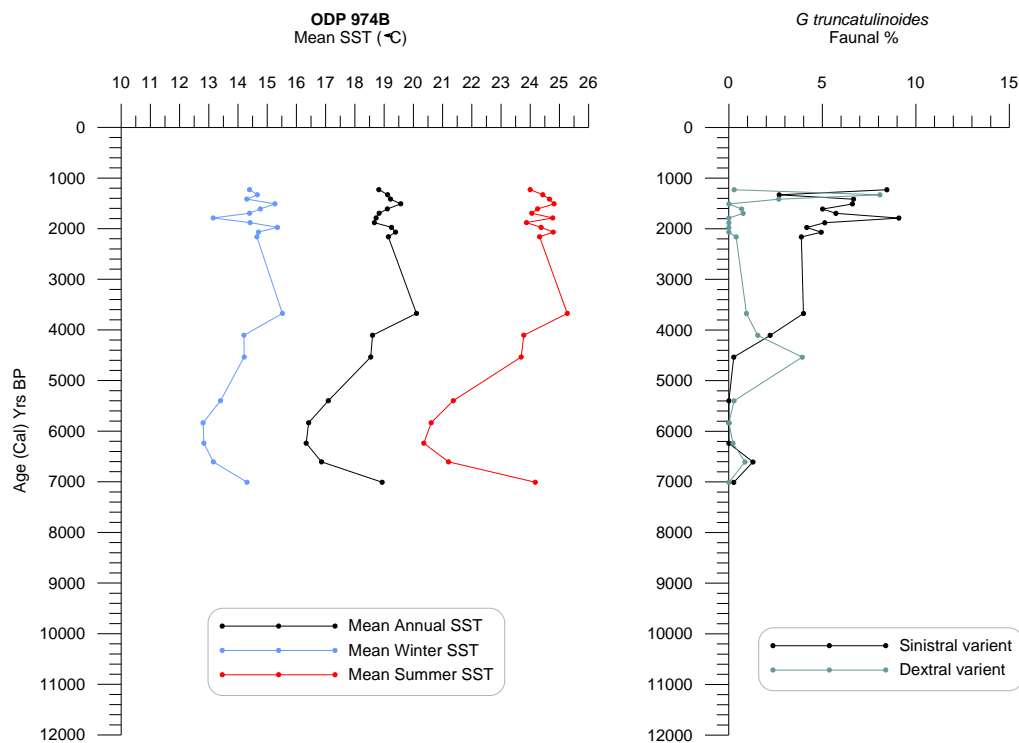 ODP 974B
Mean SST (°C)
10 11 12 13 14 15 16 17 18 19 20 21 22 23 24 25 26
G truncatulinoides
Faunal %
0 5 10 15
Age (Cal) Yrs BP
0
1000
2000
3000
4000
5000
6000
7000
8000
9000
10000
11000
12000
Mean Annual SST
Mean Winter SST
Mean Summer SST
0
1000
2000
3000
4000
5000
6000
7000
8000
9000
10000
11000
12000
Sinistral varient
Dextral varient